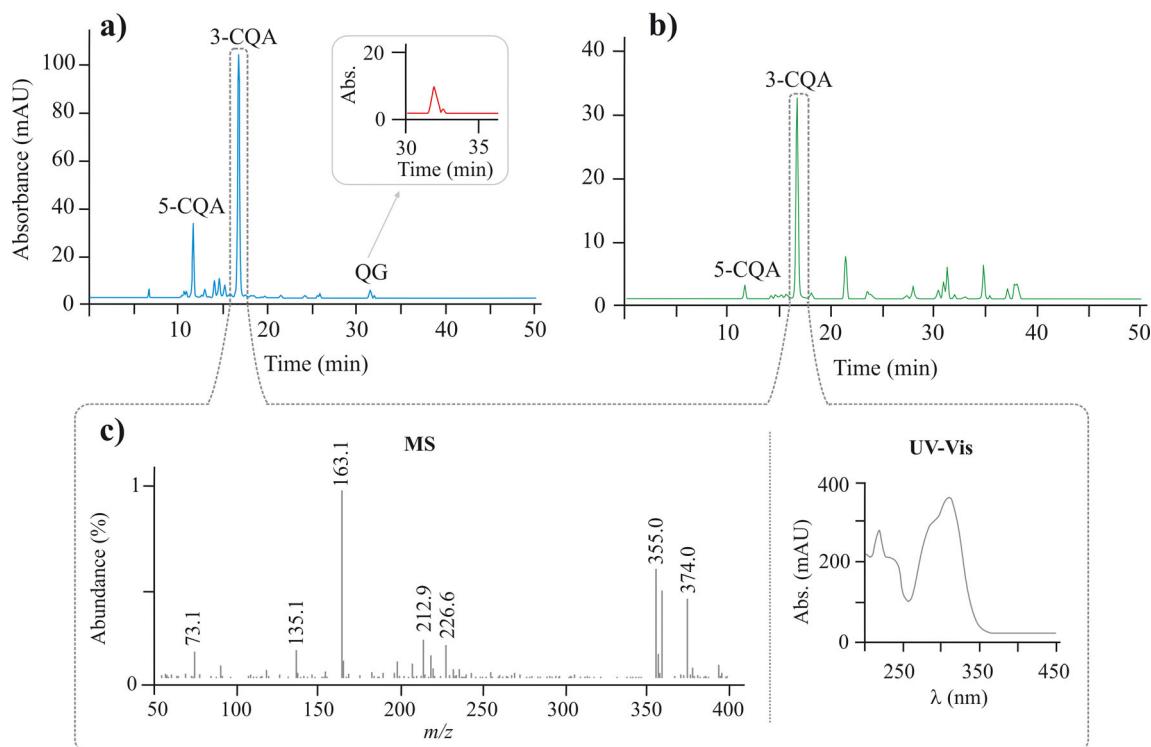 a)
3-CQA
5-CQA
QG
100
80
60
40
20
0
Absorbance (mAU)
10
20
30
40
50
Time (min)
20
0
Abs.
30
35
Time (min)
b)
3-CQA
5-CQA
40
30
20
10
0
10
20
30
40
50
Time (min)
c)
MS
1
0
Abundance (%)
73.1
135.1
163.1
212.9
226.6
355.0
374.0
50
100
150
200
250
300
350
400
m/z
UV-Vis
400
200
0
Abs. (mAU)
250
350
450
λ (nm)